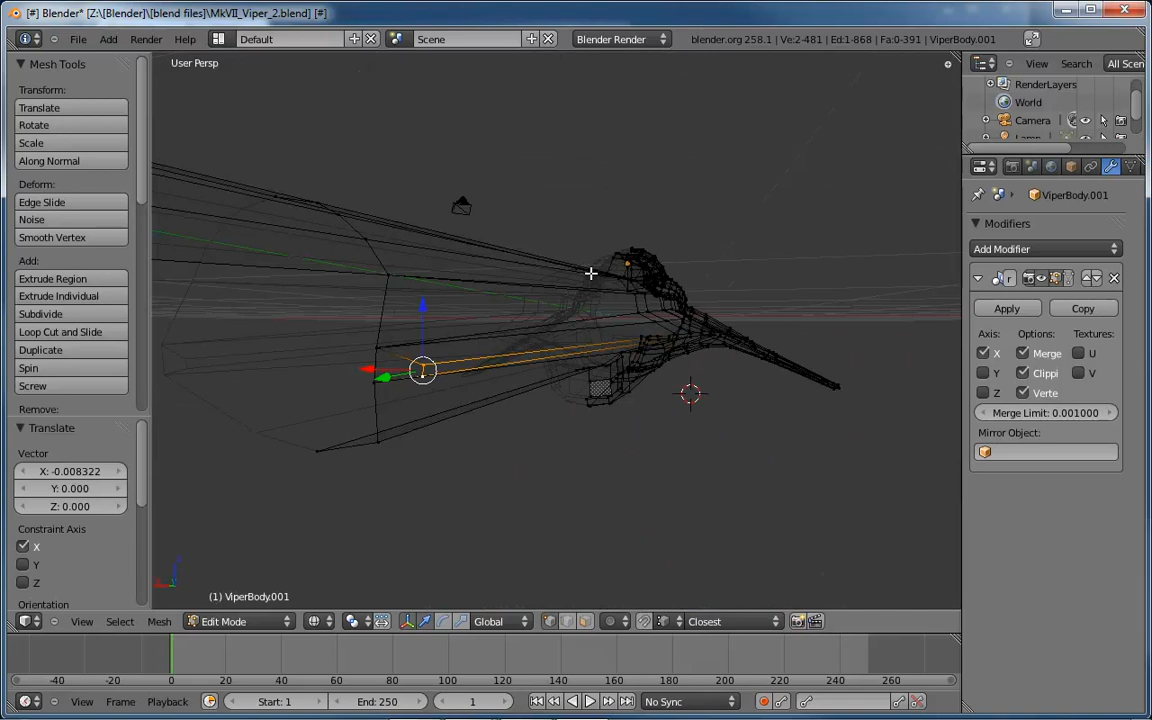 [#] Blender* [Z:\[Blender]\[blend files]\MkVII_Viper_2.blend] [#]
File Add Render Help Default Scene Blender Render blender.org 258.1 | Ve:2-481 | Ed:1-868 | Fa:0-391 | ViperBody.001
Mesh Tools
Transform:
Translate
Rotate
Scale
Along Normal
Deform:
Edge Slide
Noise
Smooth Vertex
Add:
Extrude Region
Extrude Individual
Subdivide
Loop Cut and Slide
Duplicate
Spin
Screw
Remove:
Translate
Vector
X: -0.008322
Y: 0.000
Z: 0.000
Constraint Axis
X
Y
Z
Orientation
User Persp
(1) ViperBody.001
View Select Mesh Edit Mode Global Closest
-40 -20 0 20 40 60 80 100 120 140 160 180 200 220 240 260
View Frame Playback Start: 1 End: 250 1 No Sync
View Search All Scen
RenderLayers
World
Camera
ViperBody.001
Modifiers
Add Modifier
r
Apply Copy
Axis: Options: Textures:
X Merge U
Y Clippi V
Z Verte
Merge Limit: 0.001000
Mirror Object: